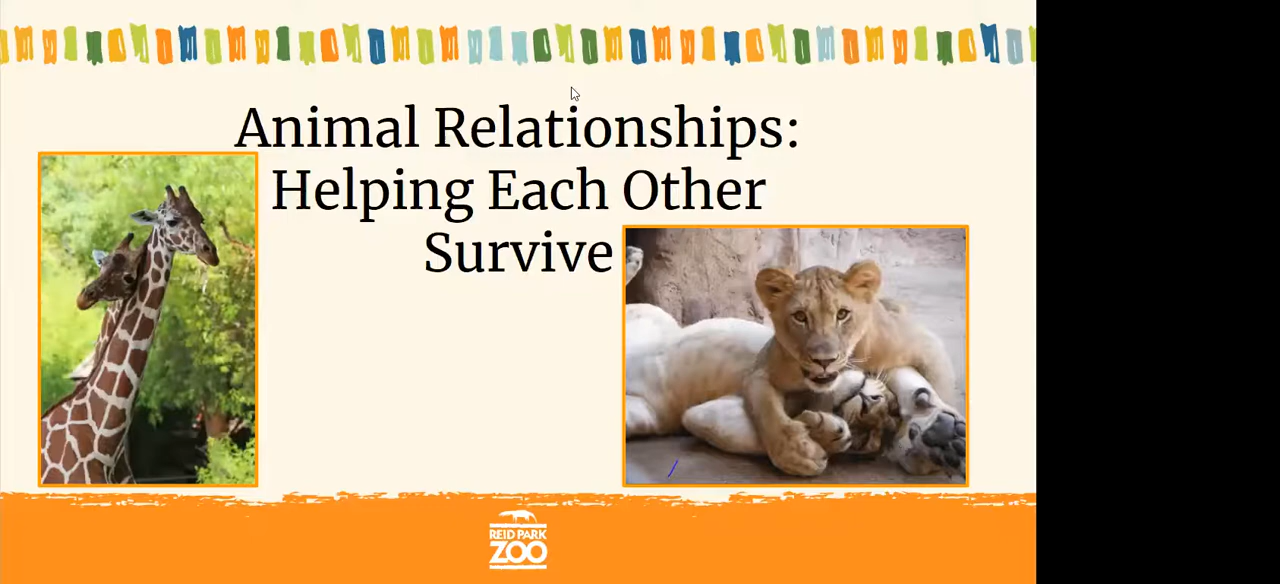 Animal Relationships:
Helping Each Other
Survive
REID PARK
ZOO